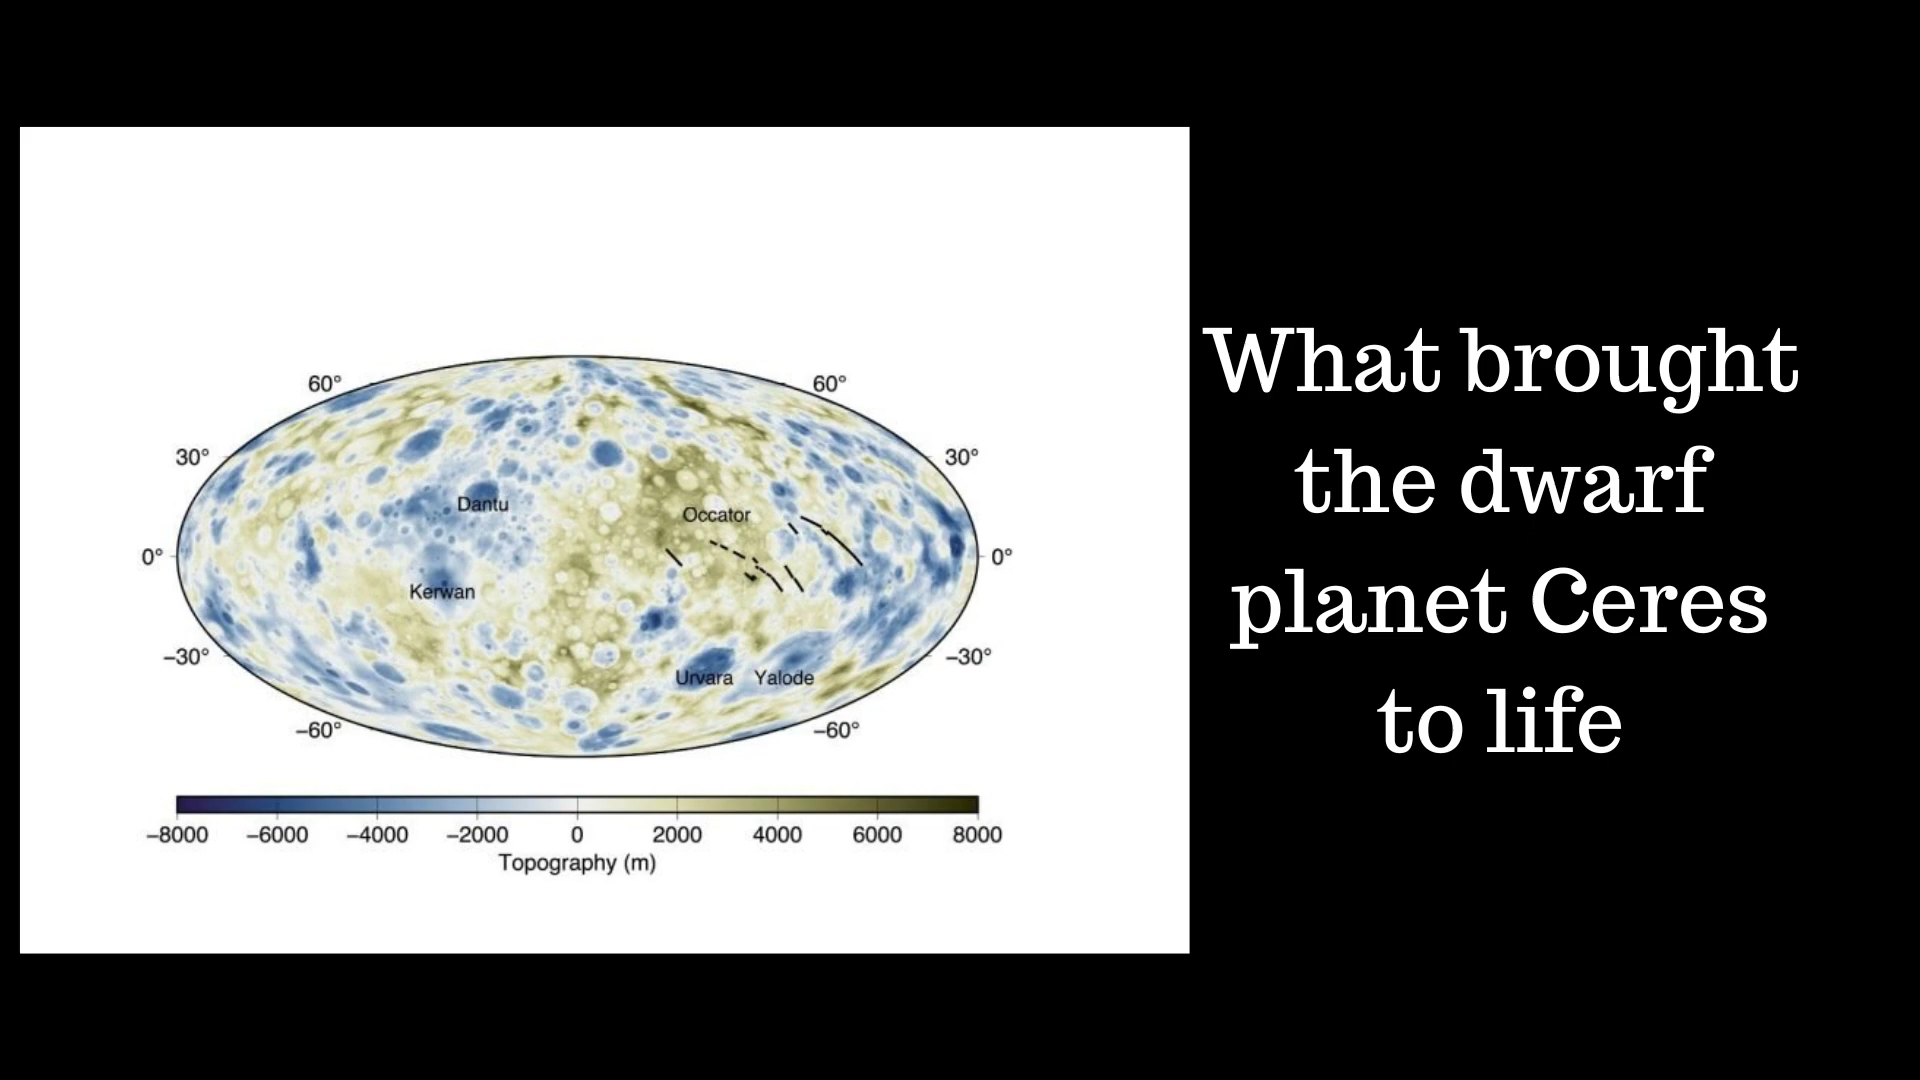 60° 60°
30° 30°
Dantu
Occator
0° 0°
Kerwan
–30° –30°
Urvara Yalode
–60° –60°
–8000 –6000 –4000 –2000 0 2000 4000 6000 8000
Topography (m)
What brought
the dwarf
planet Ceres
to life